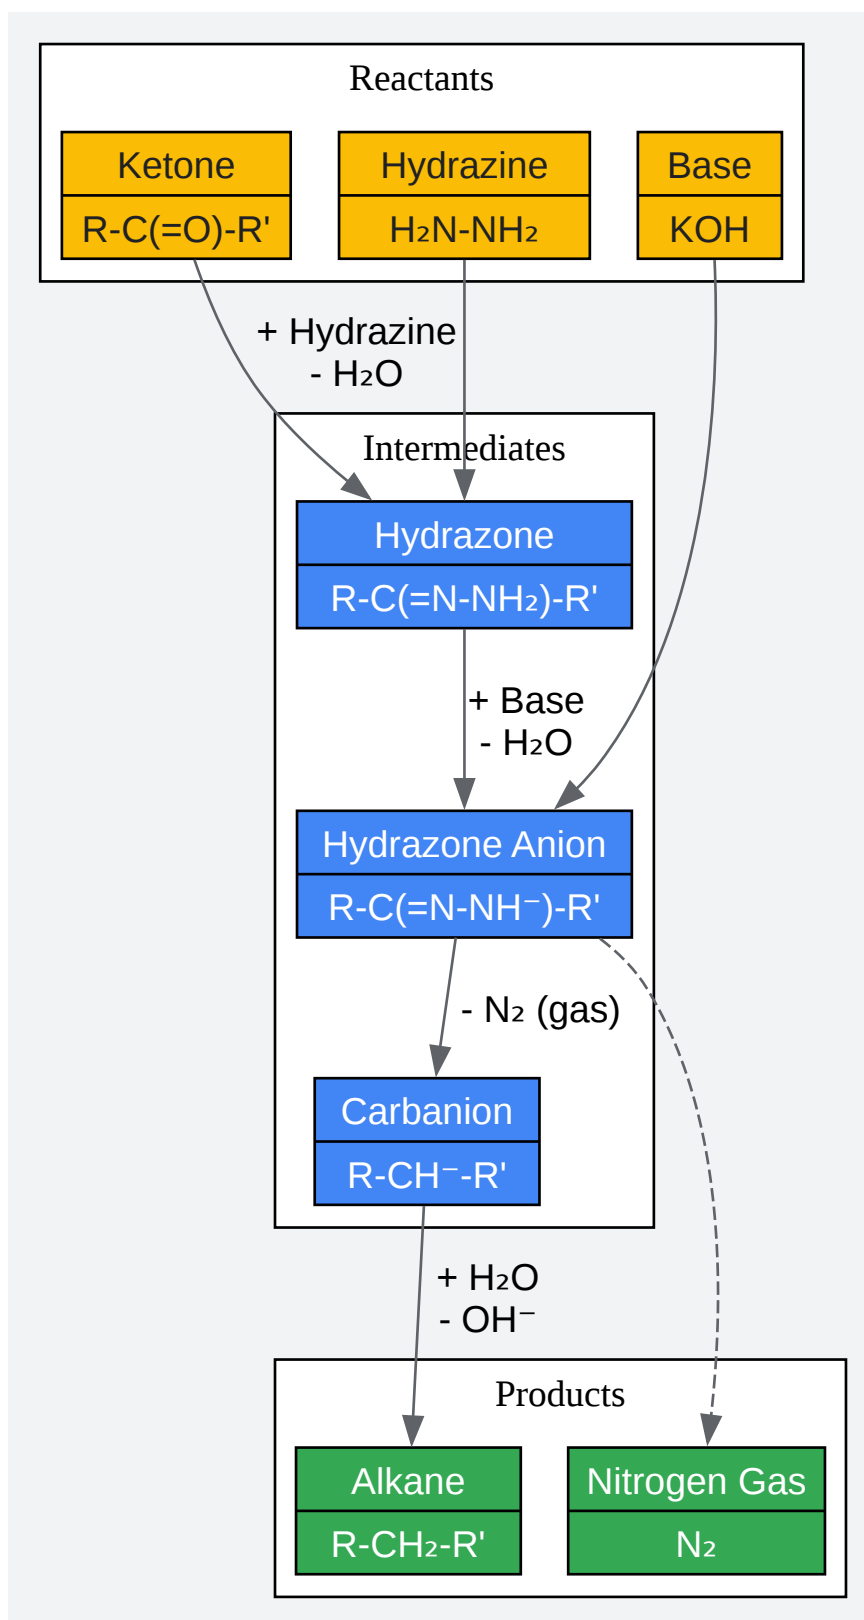 Reactants
Ketone
R-C(=O)-R'
Hydrazine
H₂N-NH₂
Base
KOH
+ Hydrazine
- H₂O
Intermediates
Hydrazone
R-C(=N-NH₂)-R'
+ Base
- H₂O
Hydrazone Anion
R-C(=N-NH⁻)-R'
- N₂ (gas)
Carbanion
R-CH⁻-R'
+ H₂O
- OH⁻
Products
Alkane
R-CH₂-R'
Nitrogen Gas
N₂